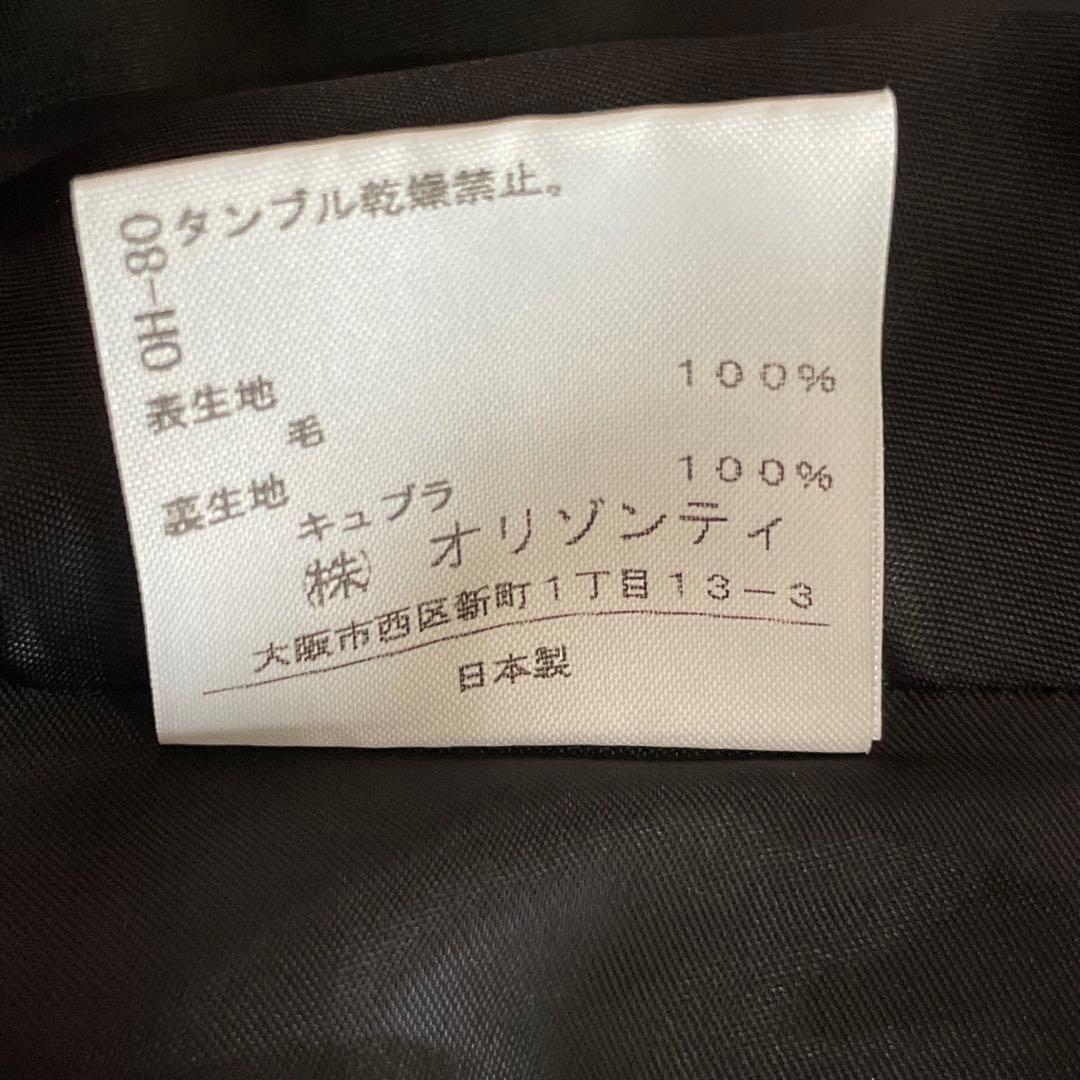 タンブル乾燥禁止。
08-HO
表生地
毛 100%
裏生地
キュプラ 100%
(株) オリゾンティ
大阪市西区新町1丁目13-3
日本製